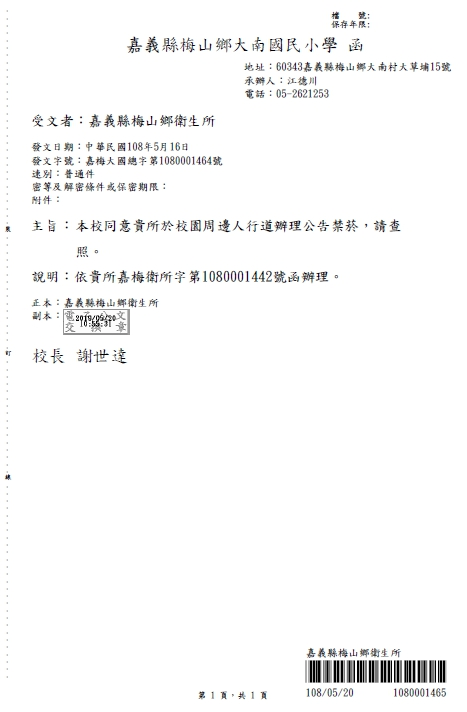 檔　　號：
保存年限：
嘉義縣梅山鄉大南國民小學 函
地址：60343嘉義縣梅山鄉大南村大草埔15號
承辦人：江德川
電話：05-2621253
受文者：嘉義縣梅山鄉衛生所
發文日期：中華民國108年5月16日
發文字號：嘉梅大國總字第1080001464號
速別：普通件
密等及解密條件或保密期限：
附件：
主旨：本校同意貴所於校園周邊人行道辦理公告禁菸，請查
照。
說明：依貴所嘉梅衛所字第1080001442號函辦理。
正本：嘉義縣梅山鄉衛生所
副本：
電子公文
2019/05/20
10:55:31
交換章
校長 謝世達
裝
訂
線
嘉義縣梅山鄉衛生所
108/05/20 1080001465
第 1 頁，共 1 頁